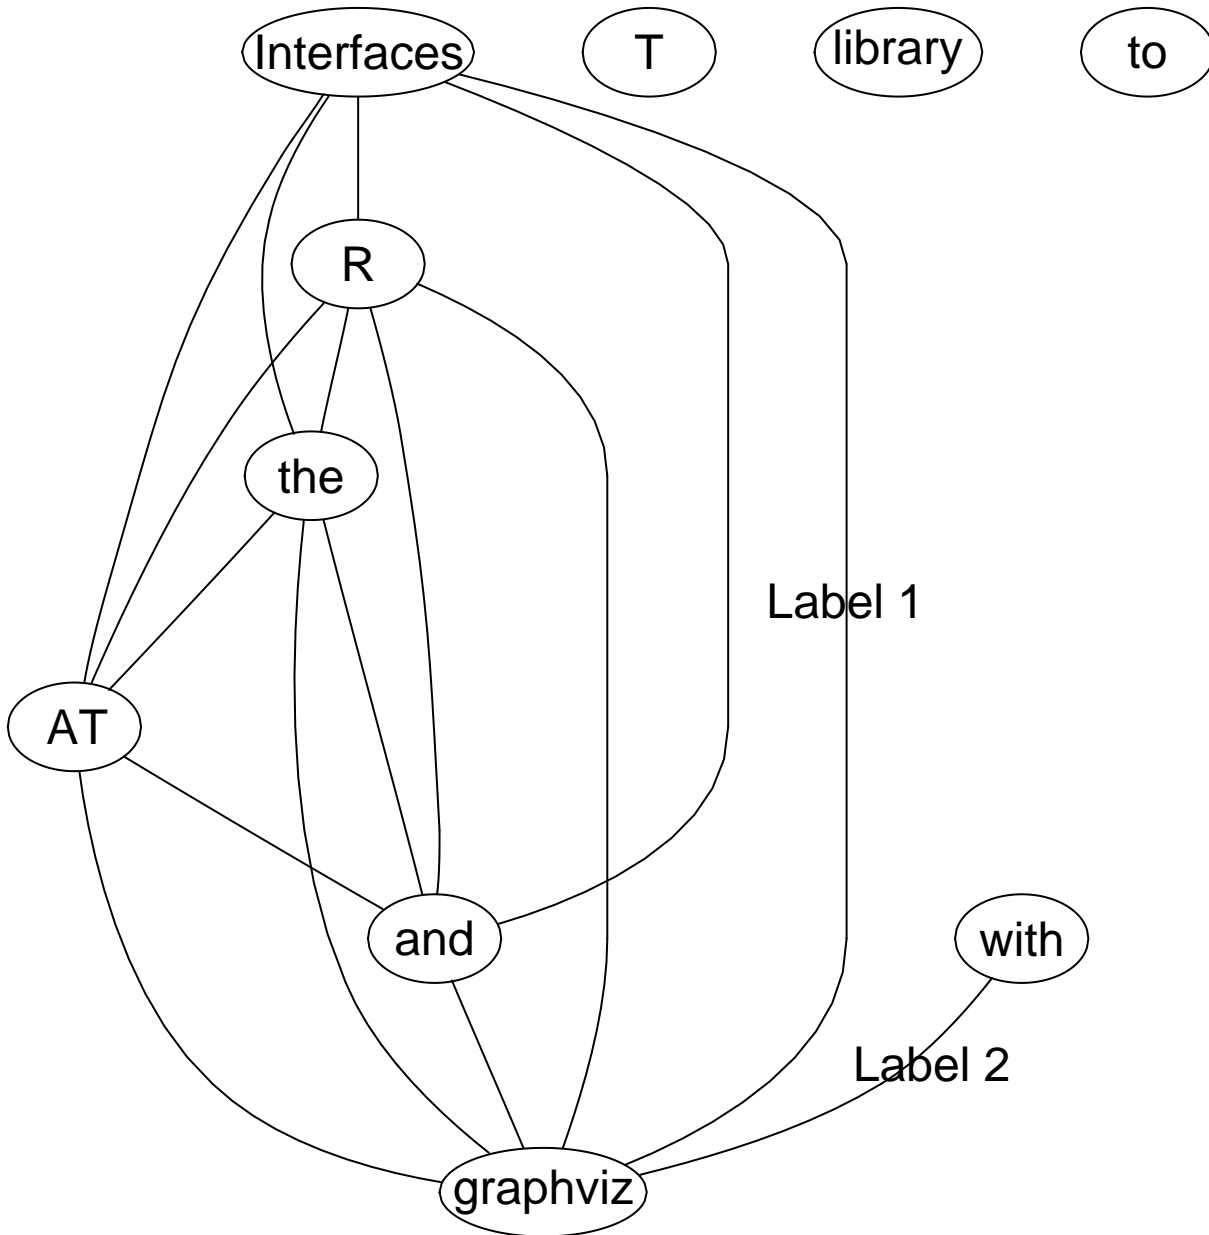 Interfaces
T
library
to
R
the
Label 1
AT
and
with
Label 2
graphviz